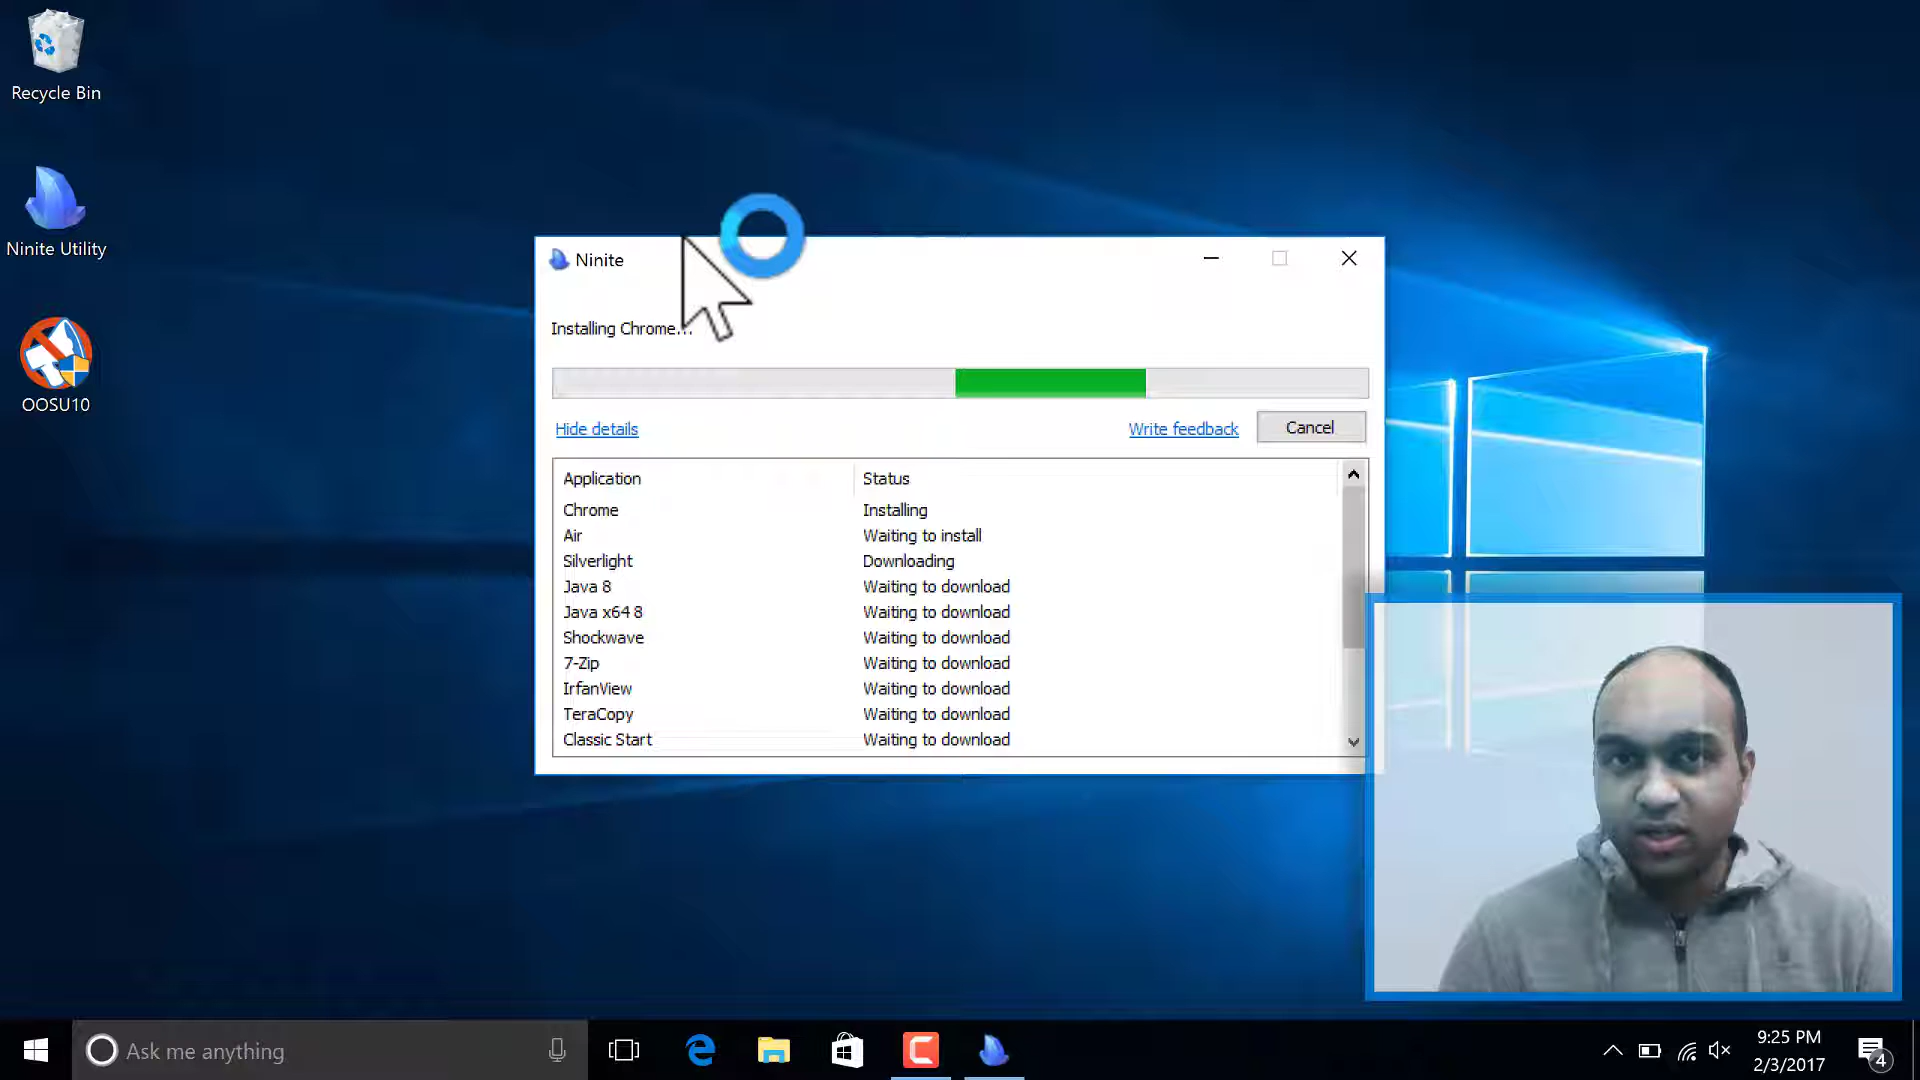 Recycle Bin
Ninite Utility
OOSU10
Ninite
Installing Chrome...
Hide details
Write feedback
Cancel
Application Status
Chrome Installing
Air Waiting to install
Silverlight Downloading
Java 8 Waiting to download
Java x64 8 Waiting to download
Shockwave Waiting to download
7-Zip Waiting to download
IrfanView Waiting to download
TeraCopy Waiting to download
Classic Start Waiting to download
Ask me anything
9:25 PM
2/3/2017
4